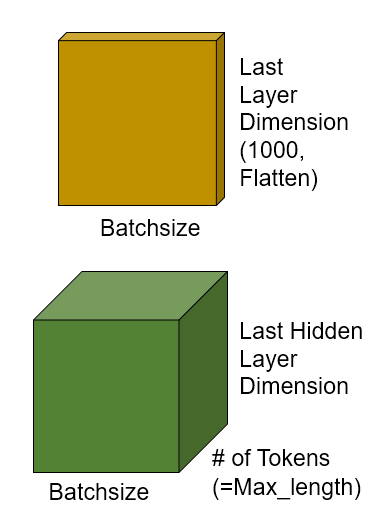 Last
Layer
Dimension
(1000,
Flatten)
Batchsize
Last Hidden
Layer
Dimension
# of Tokens
(=Max_length)
Batchsize